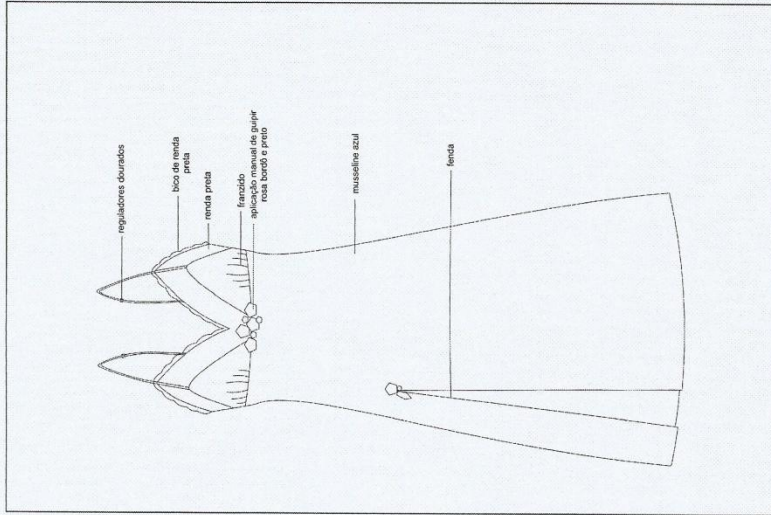 reguladores dourados
bico de renda
preta
renda preta
franzido
aplicação manual de guipir
rosa bordô e preto
musseline azul
fenda